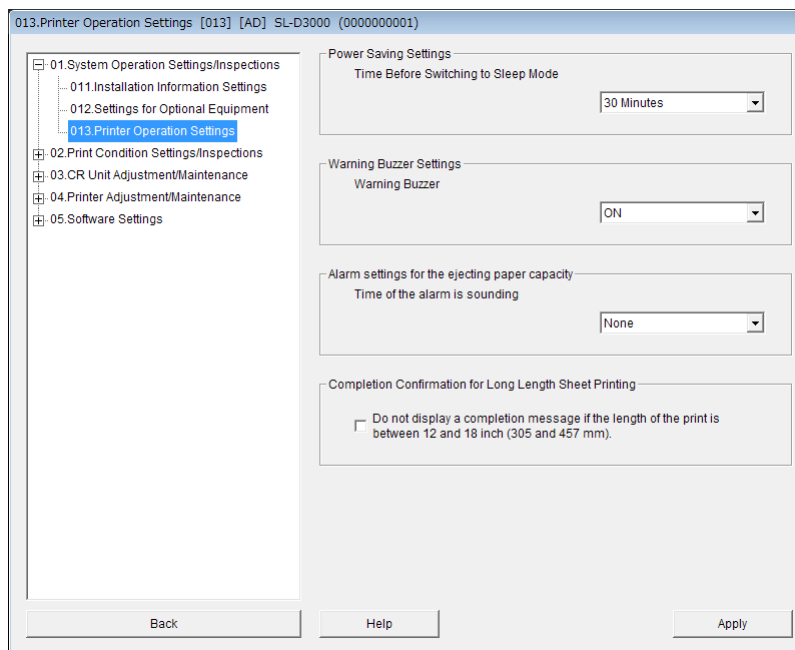 013.Printer Operation Settings [013] [AD] SL-D3000 (0000000001)
01.System Operation Settings/Inspections
011.Installation Information Settings
012.Settings for Optional Equipment
013.Printer Operation Settings
02.Print Condition Settings/Inspections
03.CR Unit Adjustment/Maintenance
04.Printer Adjustment/Maintenance
05.Software Settings
Power Saving Settings
Time Before Switching to Sleep Mode
30 Minutes
Warning Buzzer Settings
Warning Buzzer
ON
Alarm settings for the ejecting paper capacity
Time of the alarm is sounding
None
Completion Confirmation for Long Length Sheet Printing
Do not display a completion message if the length of the print is
between 12 and 18 inch (305 and 457 mm).
Back
Help
Apply